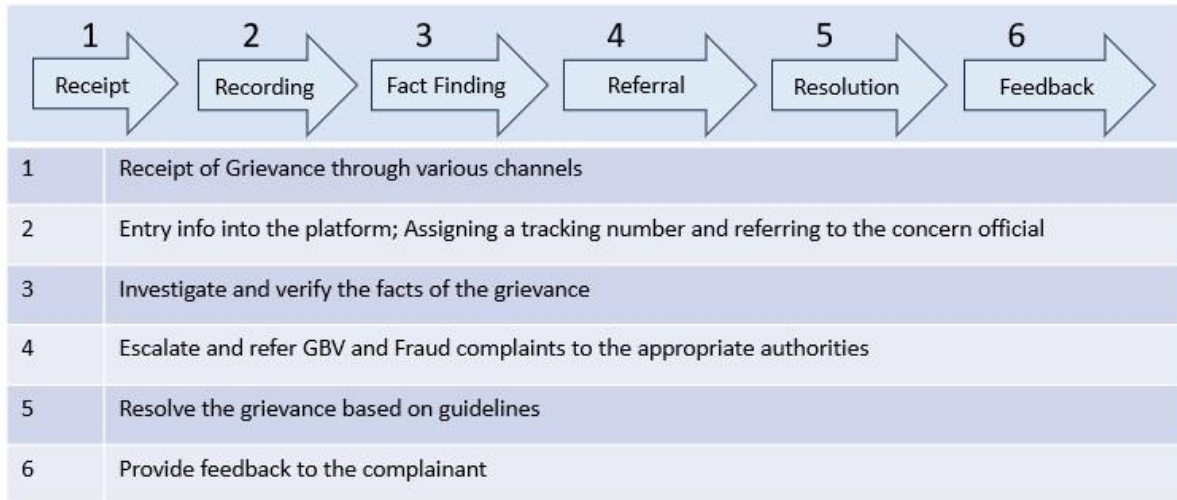 1 2 3 4 5 6
Receipt Recording Fact Finding Referral Resolution Feedback
1 Receipt of Grievance through various channels
2 Entry info into the platform; Assigning a tracking number and referring to the concern official
3 Investigate and verify the facts of the grievance
4 Escalate and refer GBV and Fraud complaints to the appropriate authorities
5 Resolve the grievance based on guidelines
6 Provide feedback to the complainant